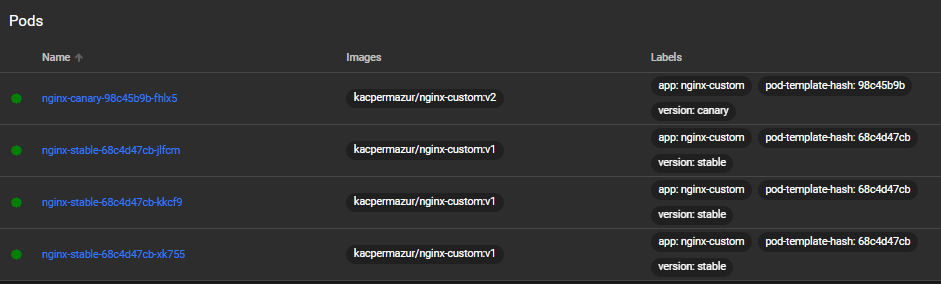 Pods
Name Images Labels
nginx-canary-98c45b9b-fhlx5 kacpermazur/nginx-custom:v2 app: nginx-custom pod-template-hash: 98c45b9b
version: canary
nginx-stable-68c4d47cb-jlfcm kacpermazur/nginx-custom:v1 app: nginx-custom pod-template-hash: 68c4d47cb
version: stable
nginx-stable-68c4d47cb-kkcf9 kacpermazur/nginx-custom:v1 app: nginx-custom pod-template-hash: 68c4d47cb
version: stable
nginx-stable-68c4d47cb-xk755 kacpermazur/nginx-custom:v1 app: nginx-custom pod-template-hash: 68c4d47cb
version: stable